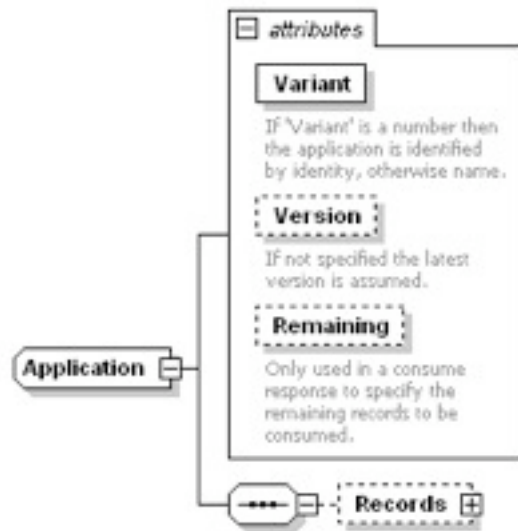 attributes
Variant
If 'Variant' is a number then
the application is identified
by identity, otherwise name.
Version
If not specified the latest
version is assumed.
Remaining
Only used in a consume
response to specify the
remaining records to be
consumed.
Application
Records